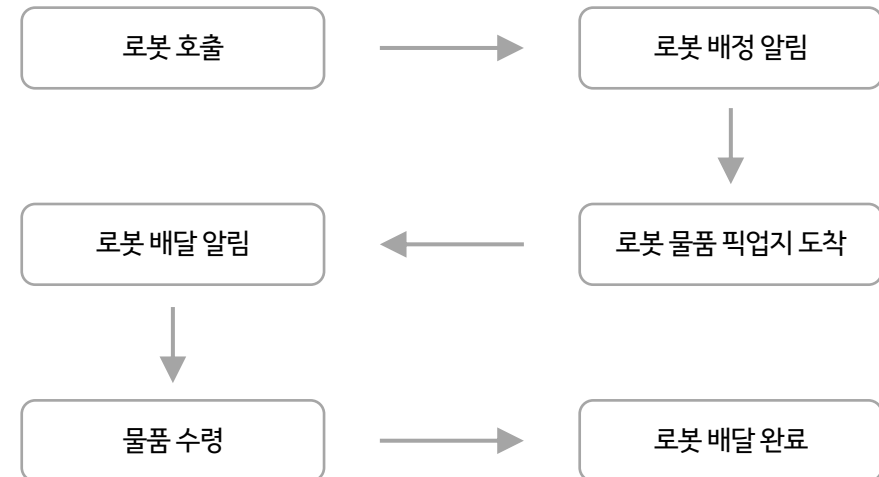 로봇 호출
로봇 배정 알림
로봇 물품 픽업지 도착
로봇 배달 알림
물품 수령
로봇 배달 완료